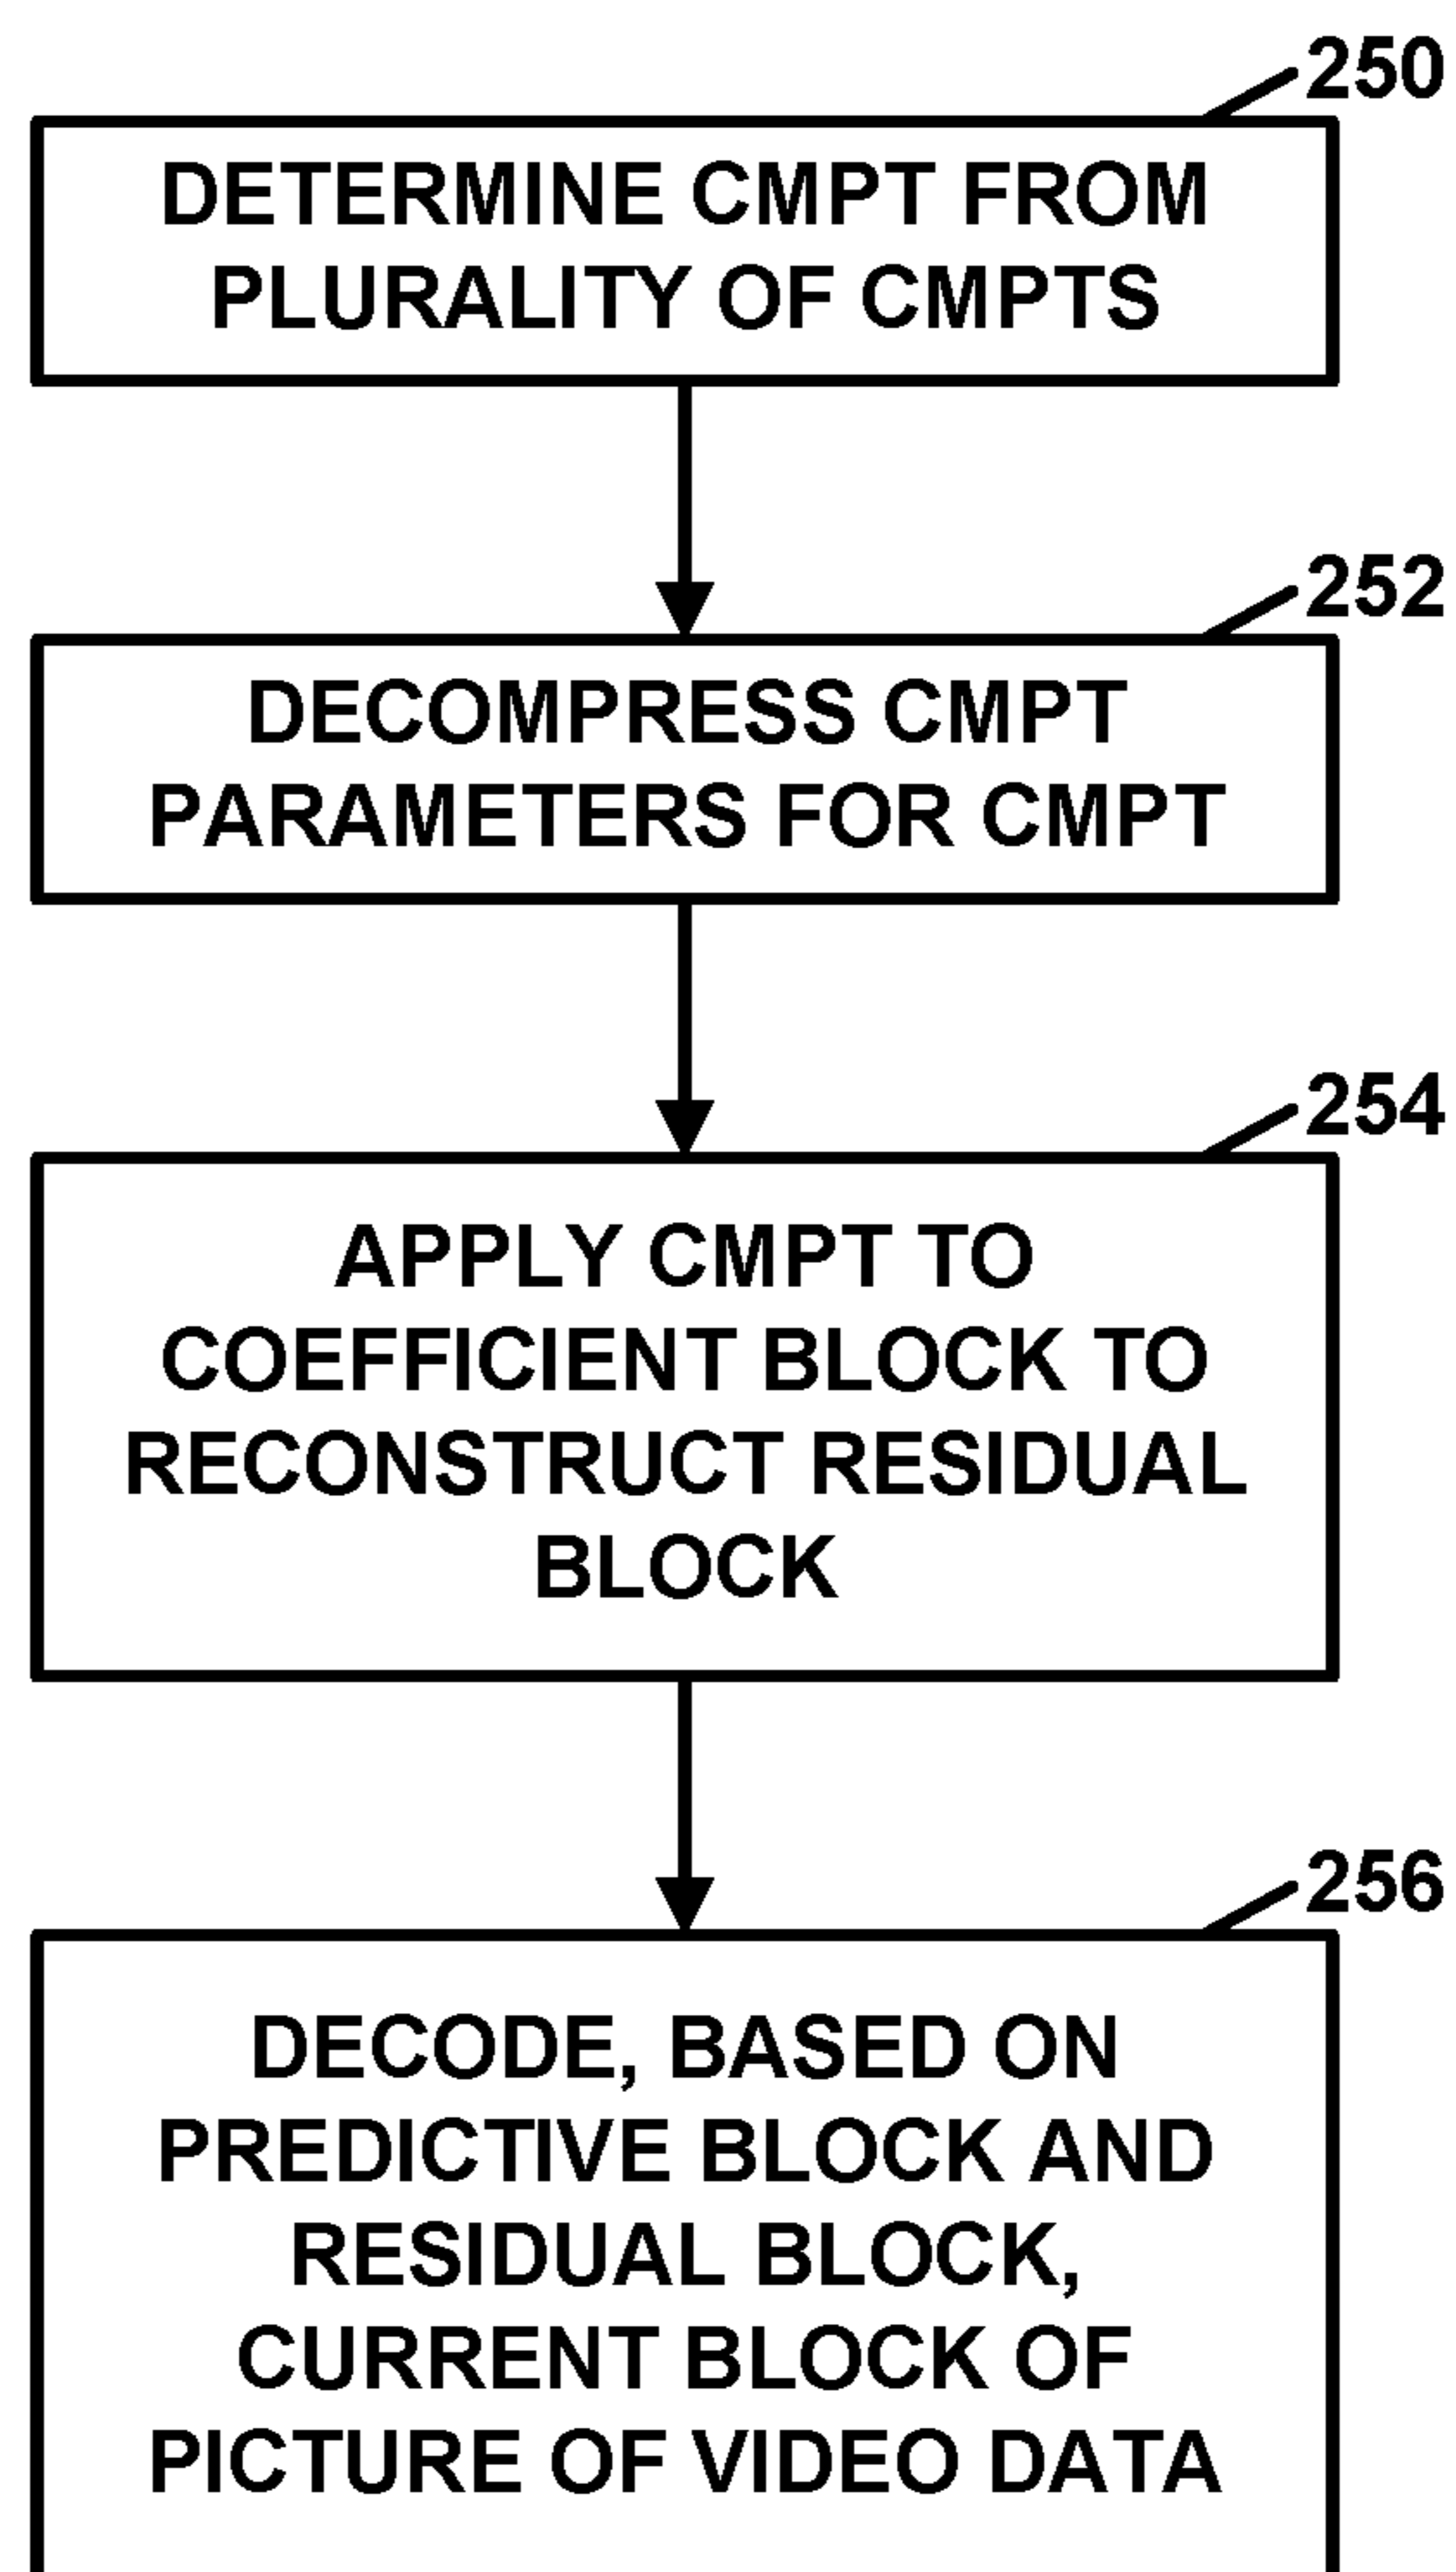 250
DETERMINE CMPT FROM
PLURALITY OF CMPTS
252
DECOMPRESS CMPT
PARAMETERS FOR CMPT
254
APPLY CMPT TO
COEFFICIENT BLOCK TO
RECONSTRUCT RESIDUAL
BLOCK
256
DECODE, BASED ON
PREDICTIVE BLOCK AND
RESIDUAL BLOCK,
CURRENT BLOCK OF
PICTURE OF VIDEO DATA